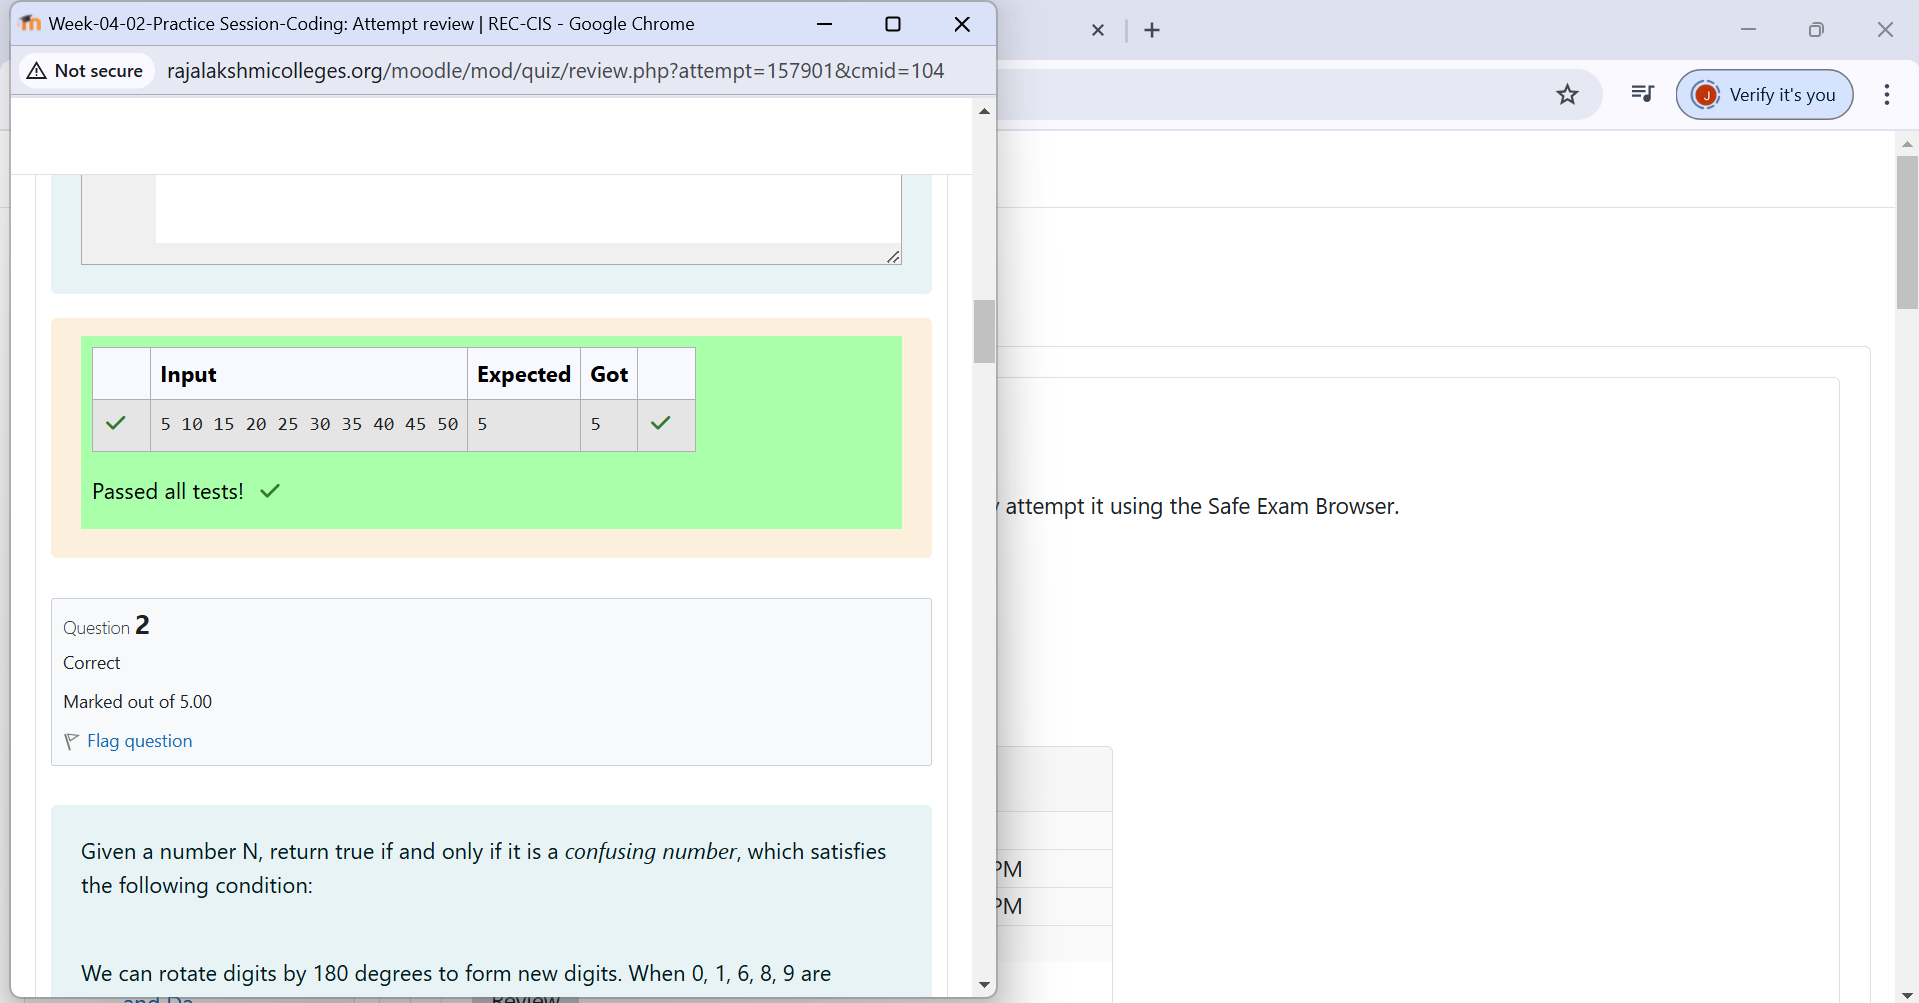 Week-04-02-Practice Session-Coding: Attempt review | REC-CIS - Google Chrome
Not secure
rajalakshmicolleges.org/moodle/mod/quiz/review.php?attempt=157901&cmid=104
J
Verify it's you
Input Expected Got
5 10 15 20 25 30 35 40 45 50 5 5
Passed all tests!
attempt it using the Safe Exam Browser.
Question 2
Correct
Marked out of 5.00
Flag question
Given a number N, return true if and only if it is a confusing number, which satisfies
the following condition:
PM
PM
We can rotate digits by 180 degrees to form new digits. When 0, 1, 6, 8, 9 are
and Da
Review